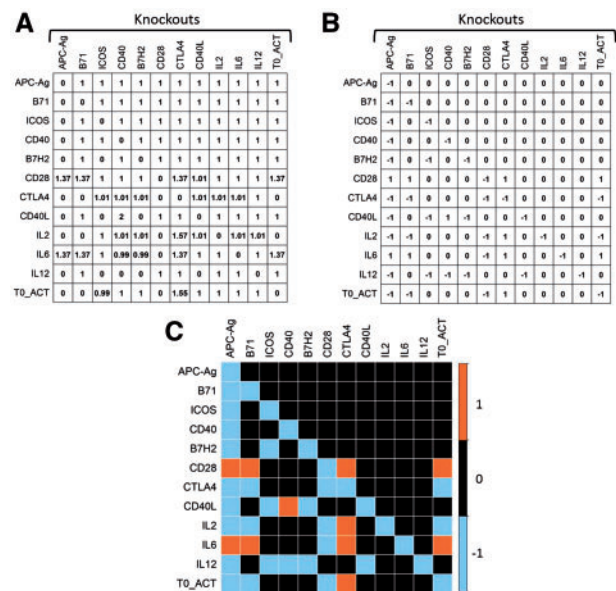 A
Knockouts
APC-Ag B71 ICOS CD40 B7H2 CD28 CTLA4 CD40L IL2 IL6 IL12 T0_ACT
APC-Ag 0 1 1 1 1 1 1 1 1 1 1 1
B71 0 0 1 1 1 1 1 1 1 1 1 1
ICOS 0 1 0 1 1 1 1 1 1 1 1 1
CD40 0 1 1 0 1 1 1 1 1 1 1 1
B7H2 0 1 0 1 0 1 1 1 1 1 1 1
CD28 1.37 1.37 1 1 1 0 1.37 1.01 1 1 1 1.37
CTLA4 0 0 1.01 1.01 1.01 0 0 1.01 1.01 1.01 1 0
CD40L 0 1 0 2 0 1 1 0 1 1 1 1
IL2 0 0 1 1.01 1.01 0 1.57 1.01 0 1.01 1.01 0
IL6 1.37 1.37 1 0.99 0.99 0 1.37 1 1 0 1 1.37
IL12 0 1 0 0 0 1 1 0 1 1 0 1
T0_ACT 0 0 0.99 1 1 0 1.55 1 1 1 1 0
B
Knockouts
APC-Ag B71 ICOS CD40 B7H2 CD28 CTLA4 CD40L IL2 IL6 IL12 T0_ACT
APC-Ag -1 0 0 0 0 0 0 0 0 0 0 0
B71 -1 -1 0 0 0 0 0 0 0 0 0 0
ICOS -1 0 -1 0 0 0 0 0 0 0 0 0
CD40 -1 0 0 -1 0 0 0 0 0 0 0 0
B7H2 -1 0 -1 0 -1 0 0 0 0 0 0 0
CD28 1 1 0 0 0 -1 1 0 0 0 0 1
CTLA4 -1 -1 0 0 0 -1 -1 0 0 0 0 -1
CD40L -1 0 -1 1 -1 0 0 -1 0 0 0 0
IL2 -1 -1 0 0 0 -1 1 0 -1 0 0 -1
IL6 1 1 0 0 0 -1 1 0 0 -1 0 1
IL12 -1 0 -1 -1 -1 0 0 -1 0 0 -1 0
T0_ACT -1 -1 0 0 0 -1 1 0 0 0 0 -1
C
APC-Ag B71 ICOS CD40 B7H2 CD28 CTLA4 CD40L IL2 IL6 IL12 T0_ACT
APC-Ag
B71
ICOS
CD40
B7H2
CD28
CTLA4
CD40L
IL2
IL6
IL12
T0_ACT
1
0
-1